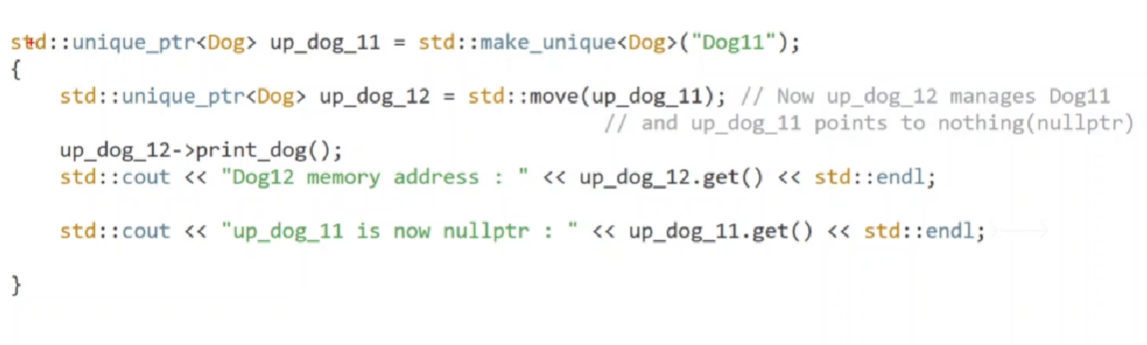 std::unique_ptr<Dog> up_dog_11 = std::make_unique<Dog>("Dog11");
{
    std::unique_ptr<Dog> up_dog_12 = std::move(up_dog_11); // Now up_dog_12 manages Dog11
                                                // and up_dog_11 points to nothing(nullptr)
    up_dog_12->print_dog();
    std::cout << "Dog12 memory address : " << up_dog_12.get() << std::endl;
    std::cout << "up_dog_11 is now nullptr : " << up_dog_11.get() << std::endl;
}